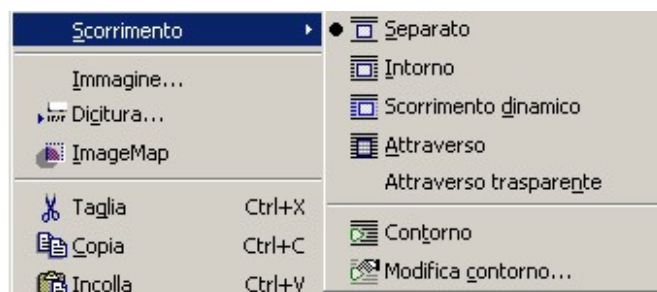 Scorrimento
Immagine...
Digitura...
ImageMap
Taglia Ctrl+X
Copia Ctrl+C
Incolla Ctrl+V
Separato
Intorno
Scorrimento dinamico
Attraverso
Attraverso trasparente
Contorno
Modifica contorno...